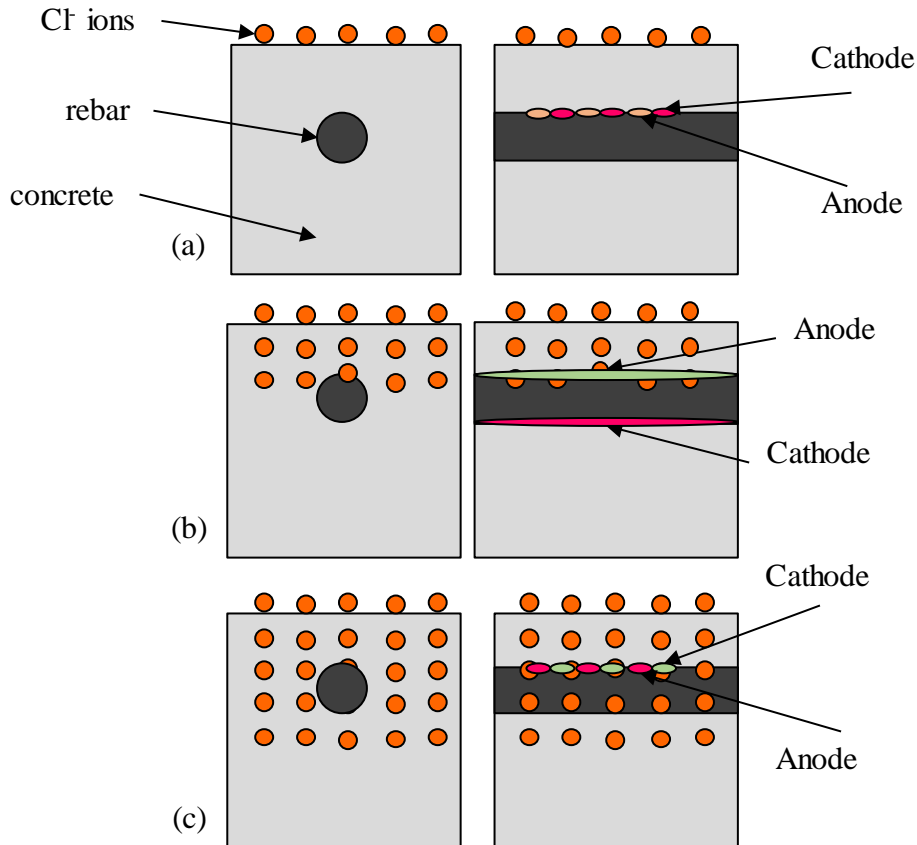 Cl⁻ ions
Cathode
rebar
concrete
Anode
(a)
Anode
Cathode
(b)
Cathode
Anode
(c)